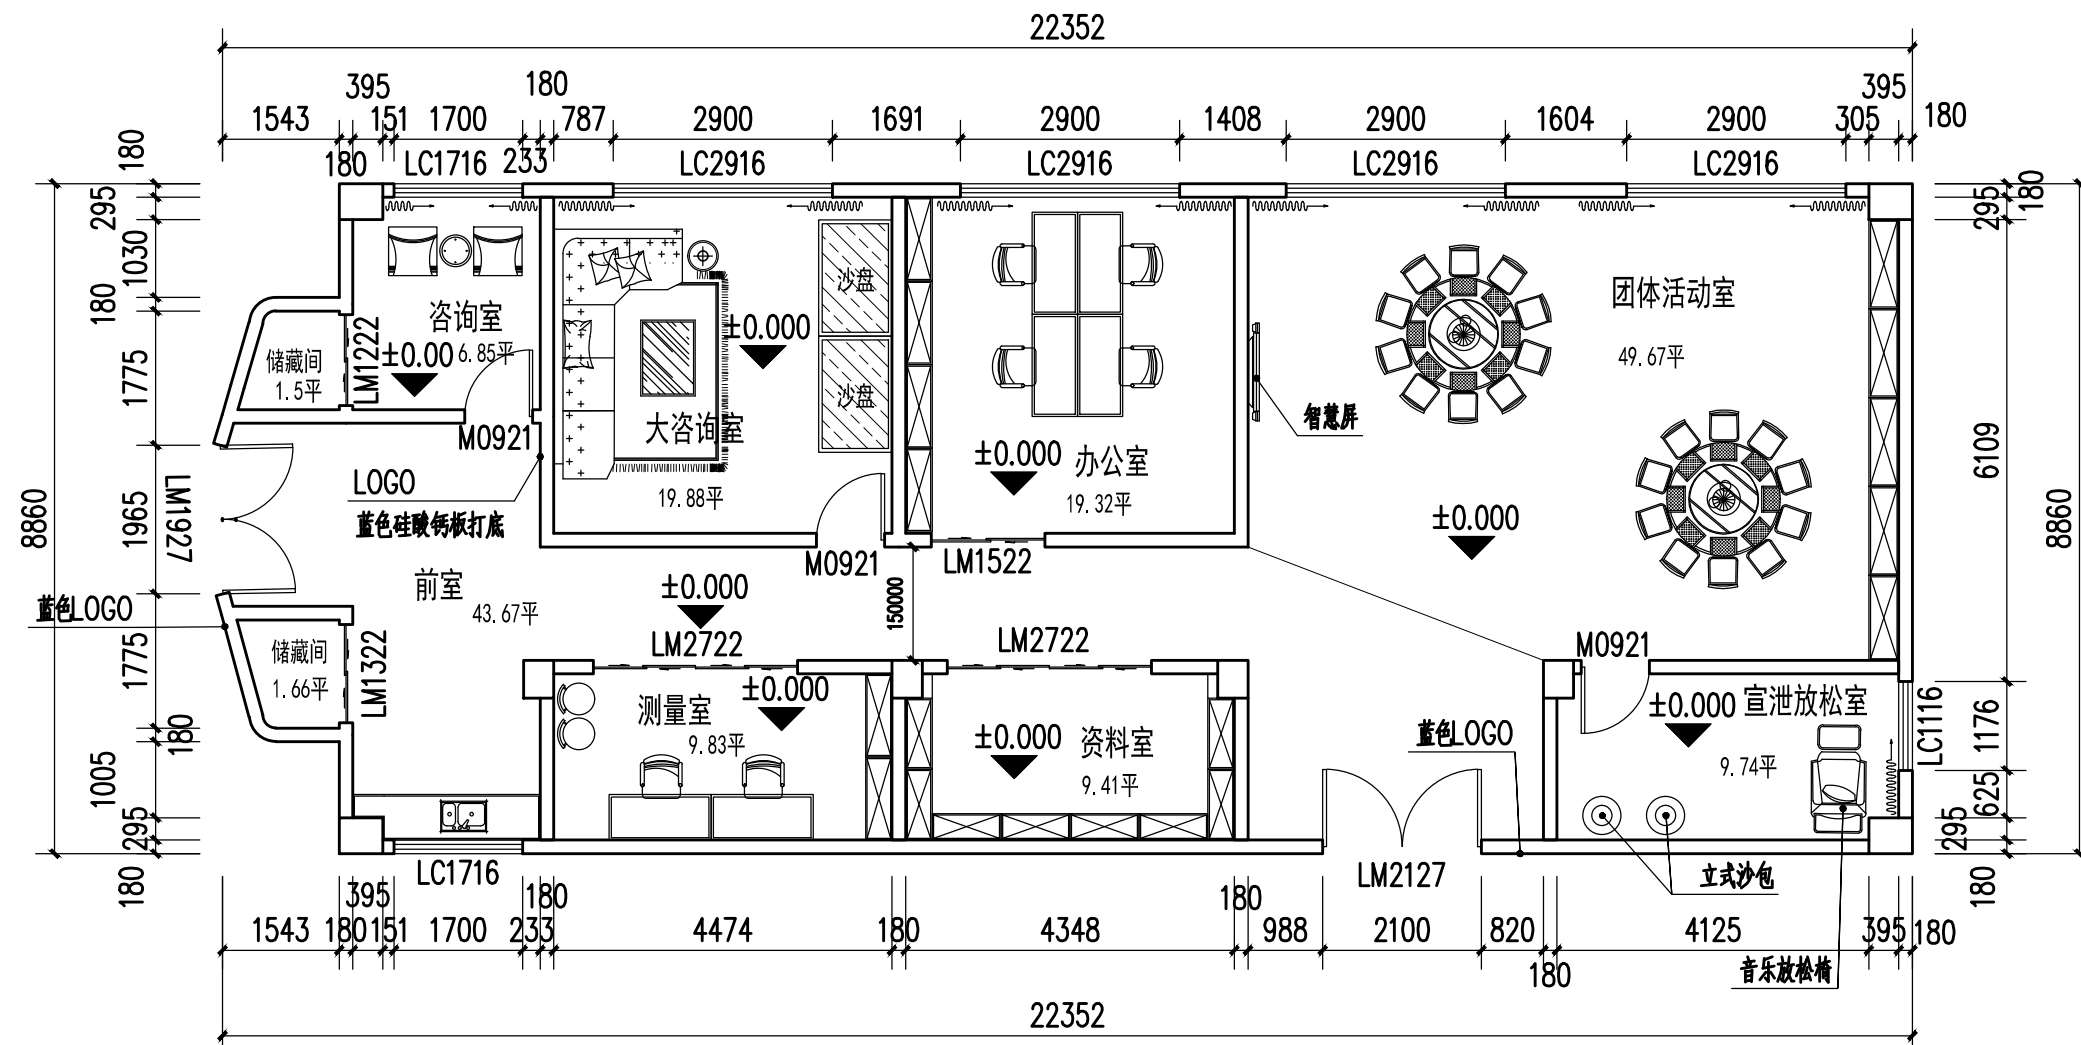 22352
395
180
395
1543
151
1700
787
2900
1691
2900
1408
2900
1604
2900
305
180
180
LC1716
233
LC2916
LC2916
LC2916
LC2916
180
295
1030
180
1775
1965
1775
180
1005
295
180
8860
180
295
6109
1176
625
295
180
8860
咨询室
±0.00
6.85平
储藏间
1.5平
LM1222
M0921
LOGO
蓝色硅酸钙板打底
LM1927
蓝色LOGO
前室
43.67平
±0.000
储藏间
1.66平
LM1322
±0.000
沙盘
沙盘
大咨询室
19.88平
M0921
±0.000
办公室
19.32平
LM1522
150000
智慧屏
团体活动室
49.67平
±0.000
LM2722
测量室
±0.000
9.83平
LM2722
±0.000
资料室
9.41平
M0921
±0.000
宣泄放松室
9.74平
LC1116
蓝色LOGO
LM2127
立式沙包
音乐放松椅
LC1716
395
180
180
1543
180
151
1700
233
4474
180
4348
988
2100
820
180
4125
395
180
22352